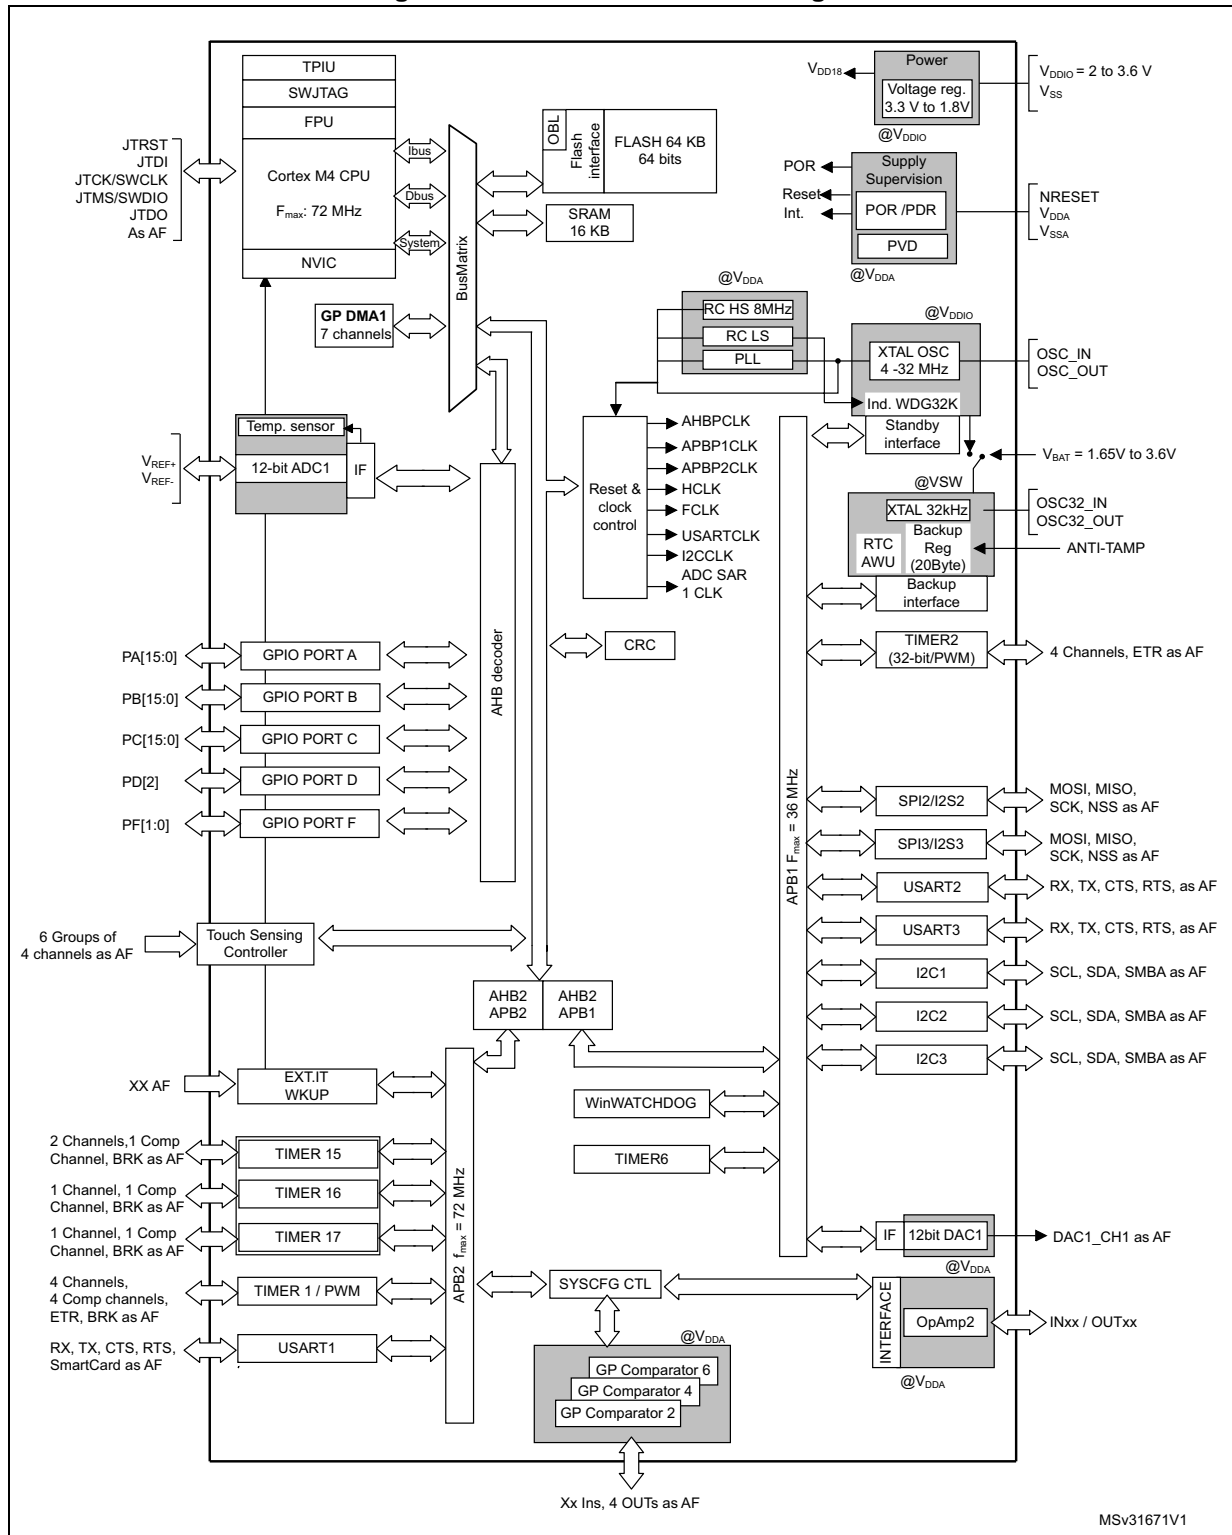 TPIU
SWJTAG
FPU
Cortex M4 CPU
Fmax: 72 MHz
NVIC
JTRST
JTDI
JTCK/SWCLK
JTMS/SWDIO
JTDO
As AF
Ibus
Dbus
System
BusMatrix
OBL
Flash
interface
FLASH 64 KB
64 bits
SRAM
16 KB
GP DMA1
7 channels
VDD18
Power
Voltage reg.
3.3 V to 1.8V
@VDDIO
VDDIO = 2 to 3.6 V
VSS
POR
Reset
Int.
Supply
Supervision
POR /PDR
PVD
@VDDA
NRESET
VDDA
VSSA
@VDDA
RC HS 8MHz
RC LS
PLL
@VDDIO
XTAL OSC
4 -32 MHz
Ind. WDG32K
Standby
interface
OSC_IN
OSC_OUT
VBAT = 1.65V to 3.6V
@VSW
XTAL 32kHz
RTC
AWU
Backup
Reg
(20Byte)
Backup
interface
OSC32_IN
OSC32_OUT
ANTI-TAMP
Temp. sensor
12-bit ADC1
IF
VREF+
VREF-
Reset &
clock
control
AHBPCLK
APBP1CLK
APBP2CLK
HCLK
FCLK
USARTCLK
I2CCLK
ADC SAR
1 CLK
CRC
AHB decoder
PA[15:0]
GPIO PORT A
PB[15:0]
GPIO PORT B
PC[15:0]
GPIO PORT C
PD[2]
GPIO PORT D
PF[1:0]
GPIO PORT F
6 Groups of
4 channels as AF
Touch Sensing
Controller
AHB2
APB2
AHB2
APB1
APB1 Fmax = 36 MHz
TIMER2
(32-bit/PWM)
4 Channels, ETR as AF
SPI2/I2S2
MOSI, MISO,
SCK, NSS as AF
SPI3/I2S3
MOSI, MISO,
SCK, NSS as AF
USART2
RX, TX, CTS, RTS, as AF
USART3
RX, TX, CTS, RTS, as AF
I2C1
SCL, SDA, SMBA as AF
I2C2
SCL, SDA, SMBA as AF
I2C3
SCL, SDA, SMBA as AF
WinWATCHDOG
TIMER6
IF
12bit DAC1
DAC1_CH1 as AF
@VDDA
XX AF
EXT.IT
WKUP
2 Channels,1 Comp
Channel, BRK as AF
TIMER 15
1 Channel, 1 Comp
Channel, BRK as AF
TIMER 16
1 Channel, 1 Comp
Channel, BRK as AF
TIMER 17
4 Channels,
4 Comp channels,
ETR, BRK as AF
TIMER 1 / PWM
RX, TX, CTS, RTS,
SmartCard as AF
USART1
APB2 fmax = 72 MHz
SYSCFG CTL
INTERFACE
OpAmp2
INxx / OUTxx
@VDDA
@VDDA
GP Comparator 6
GP Comparator 4
GP Comparator 2
Xx Ins, 4 OUTs as AF
MSv31671V1